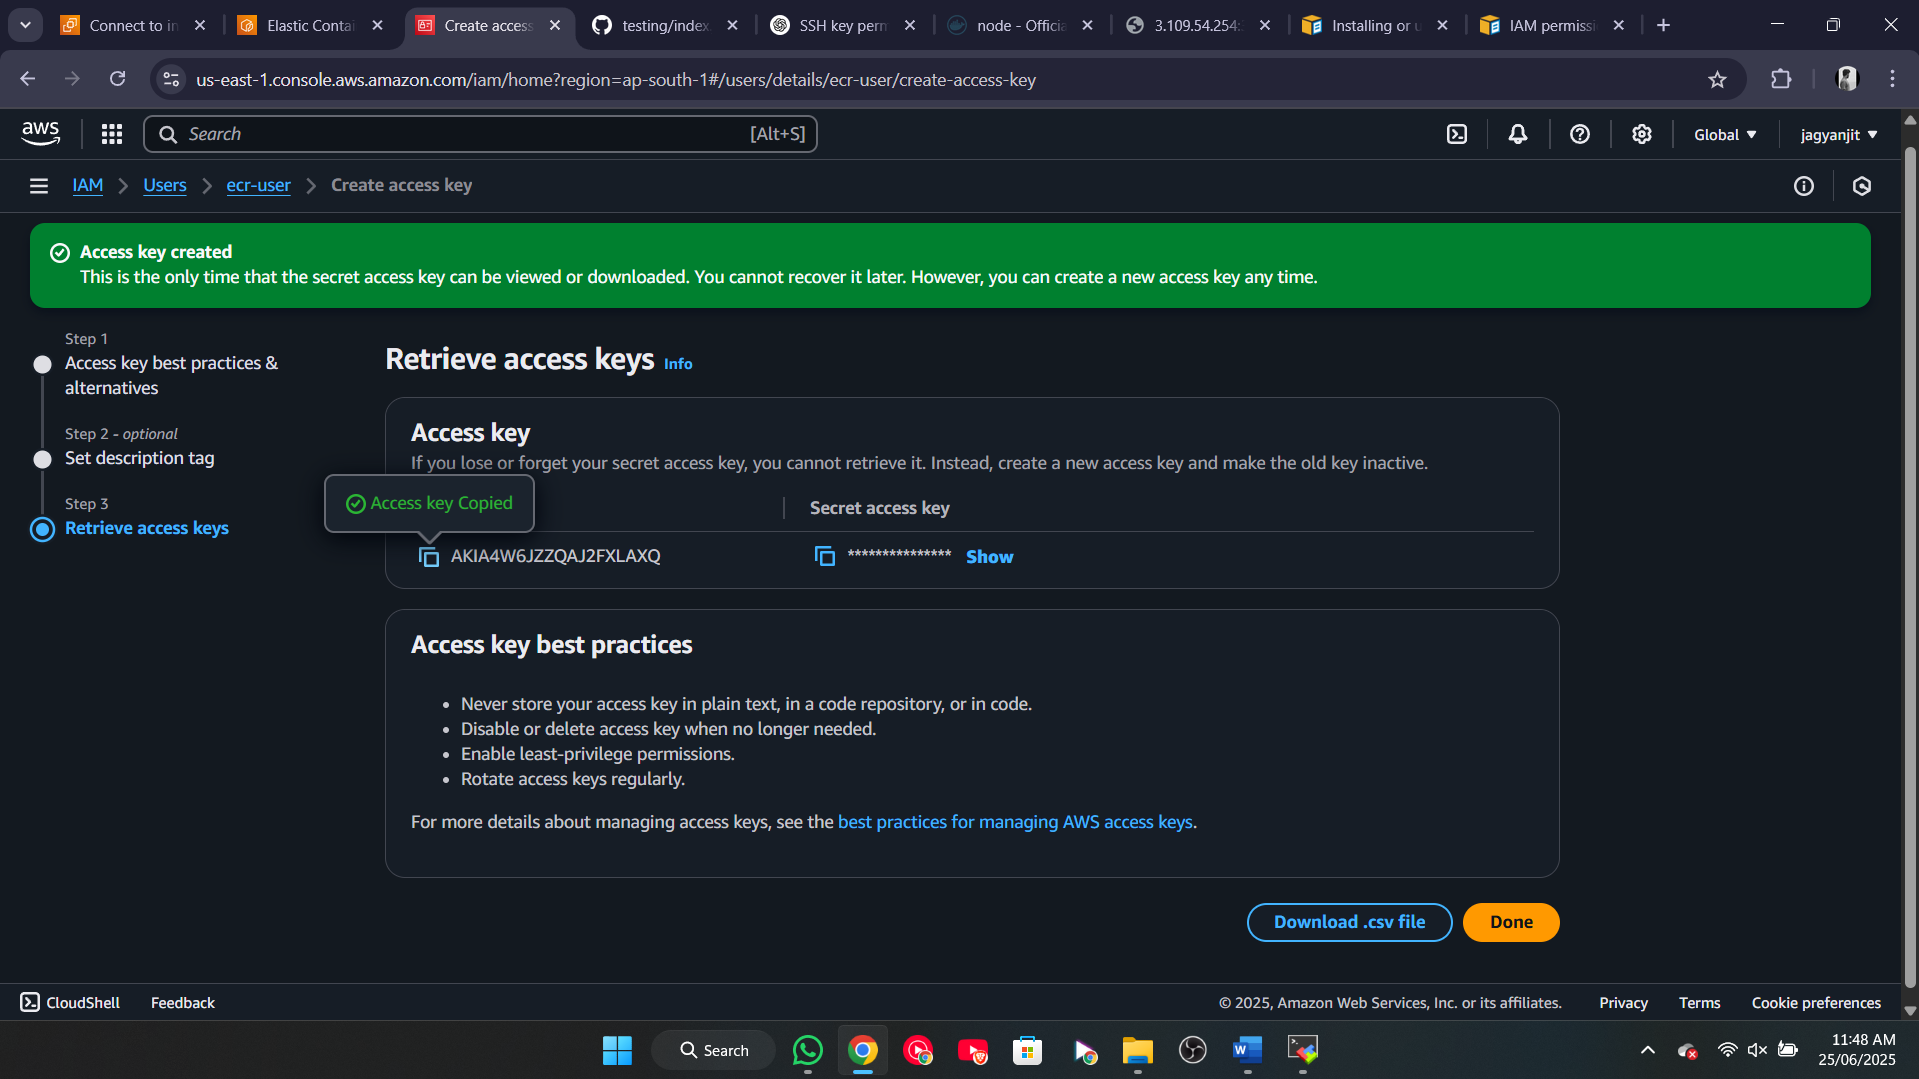 Connect to in
Elastic Contai
Create access
testing/index.
SSH key perm
node - Officia
3.109.54.254:
Installing or u
IAM permissi
us-east-1.console.aws.amazon.com/iam/home?region=ap-south-1#/users/details/ecr-user/create-access-key
aws
Search
[Alt+S]
Global
jagyanjit
IAM
Users
ecr-user
Create access key
Access key created
This is the only time that the secret access key can be viewed or downloaded. You cannot recover it later. However, you can create a new access key any time.
Step 1
Access key best practices &
alternatives
Step 2 - optional
Set description tag
Step 3
Retrieve access keys
Retrieve access keys Info
Access key
If you lose or forget your secret access key, you cannot retrieve it. Instead, create a new access key and make the old key inactive.
Access key Copied
Secret access key
AKIA4W6JZZQAJ2FXLAXQ
*************** Show
Access key best practices
• Never store your access key in plain text, in a code repository, or in code.
• Disable or delete access key when no longer needed.
• Enable least-privilege permissions.
• Rotate access keys regularly.
For more details about managing access keys, see the best practices for managing AWS access keys.
Download .csv file
Done
CloudShell
Feedback
© 2025, Amazon Web Services, Inc. or its affiliates.
Privacy
Terms
Cookie preferences
Search
11:48 AM
25/06/2025